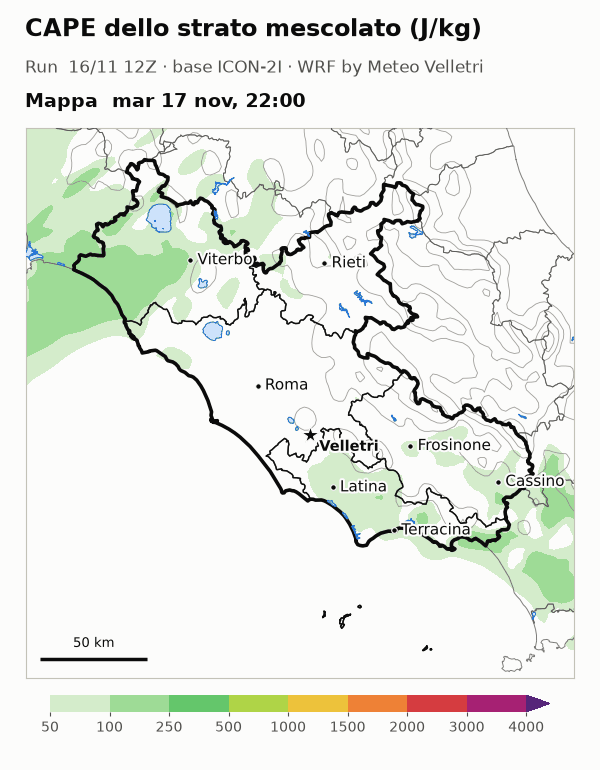 CAPE dello strato mescolato (J/kg)
Run  16/11 12Z · base ICON-2I · WRF by Meteo Velletri
Mappa  mar 17 nov, 22:00
Viterbo
Rieti
Roma
Velletri
Frosinone
Latina
Cassino
Terracina
50 km
50 100 250 500 1000 1500 2000 3000 4000